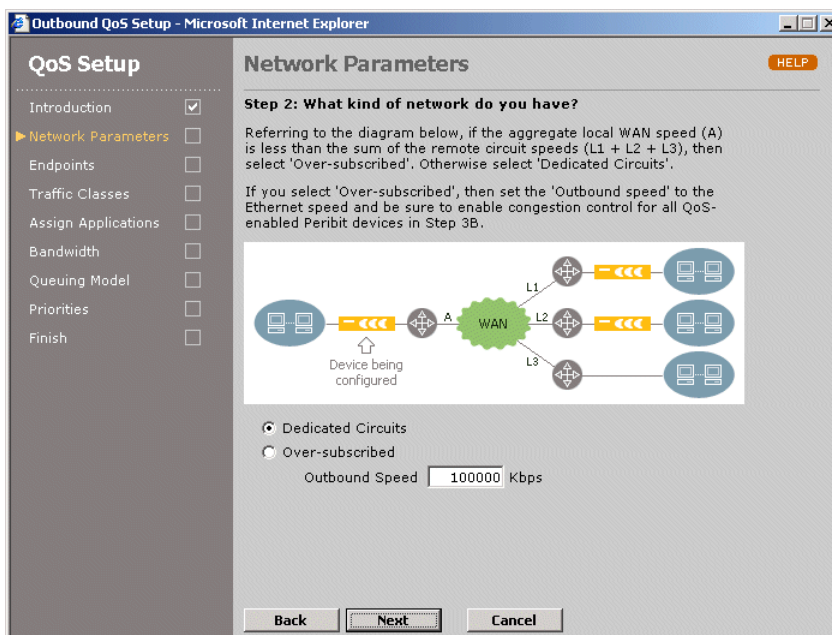 Outbound QoS Setup - Microsoft Internet Explorer
QoS Setup
Introduction
Network Parameters
Endpoints
Traffic Classes
Assign Applications
Bandwidth
Queuing Model
Priorities
Finish
Network Parameters
HELP
Step 2: What kind of network do you have?
Referring to the diagram below, if the aggregate local WAN speed (A)
is less than the sum of the remote circuit speeds (L1 + L2 + L3), then
select 'Over-subscribed'. Otherwise select 'Dedicated Circuits'.
If you select 'Over-subscribed', then set the 'Outbound speed' to the
Ethernet speed and be sure to enable congestion control for all QoS-
enabled Peribit devices in Step 3B.
L1
A
WAN
L2
L3
Device being
configured
Dedicated Circuits
Over-subscribed
Outbound Speed 100000 Kbps
Back Next Cancel